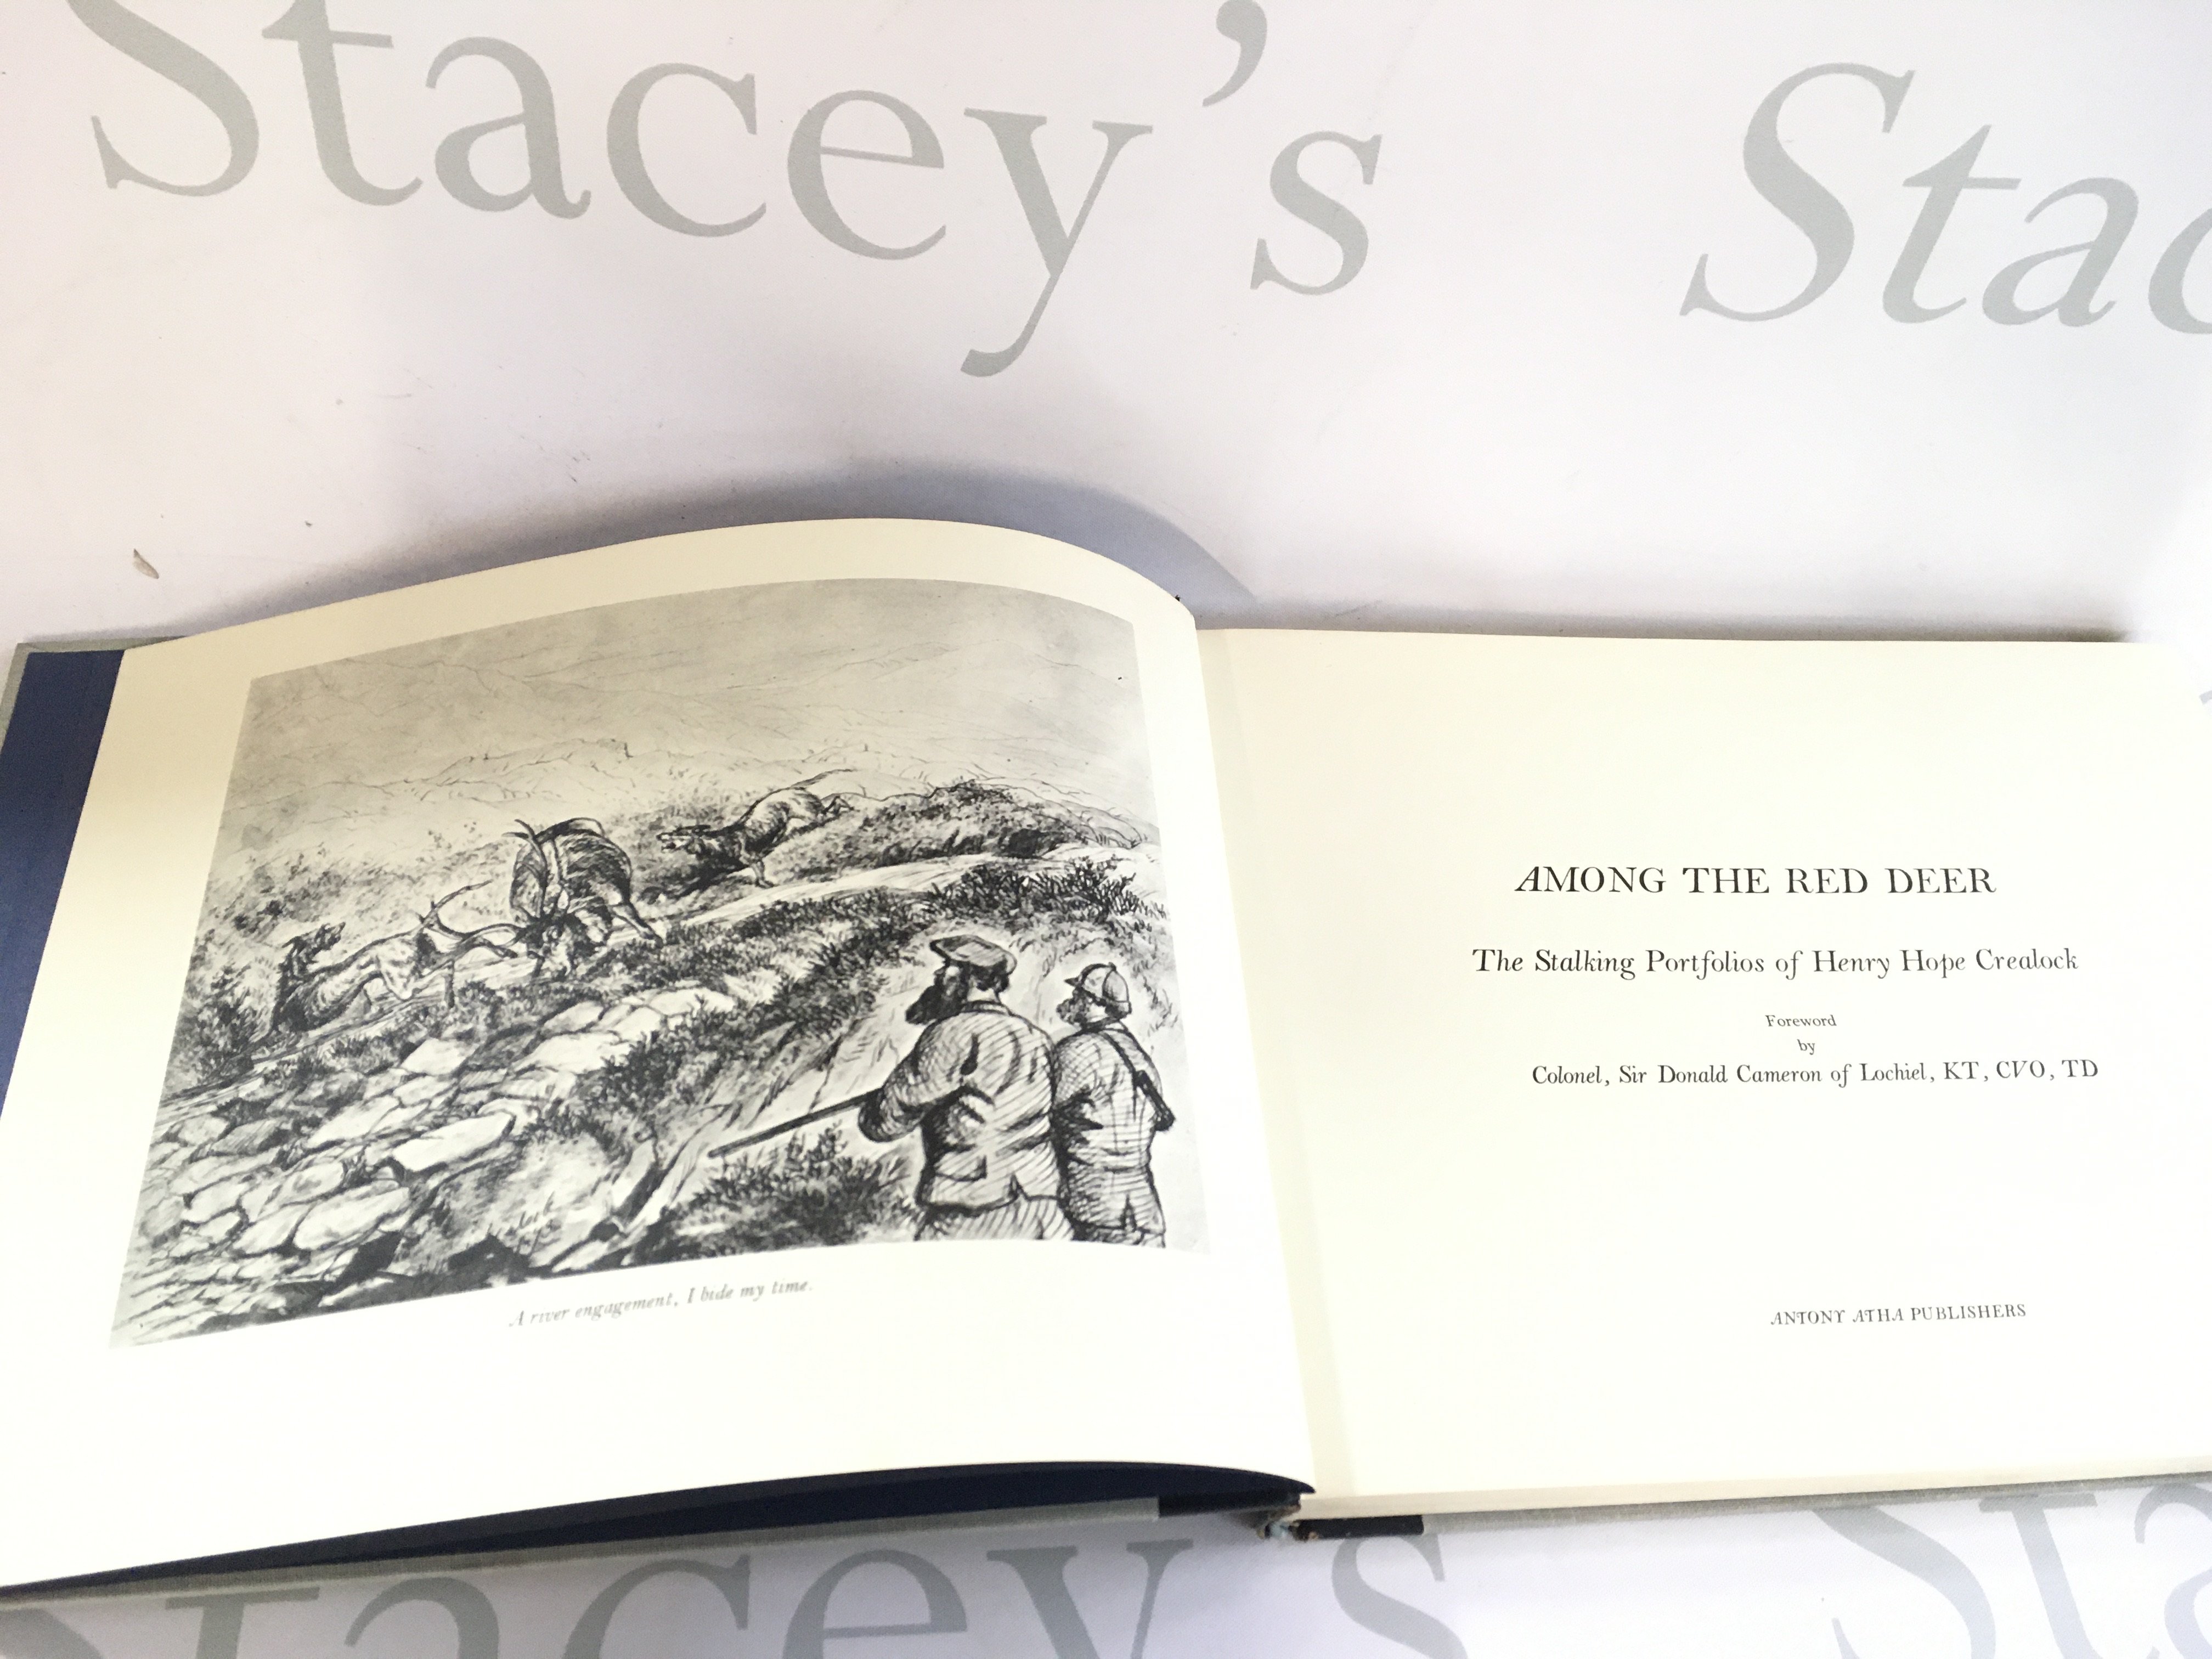 Stacey's
Stac
A river engagement, I bide my time.
AMONG THE RED DEER
The Stalking Portfolios of Henry Hope Crealock
Foreword
by
Colonel, Sir Donald Cameron of Lochiel, KT, CVO, TD
ANTONY ATHA PUBLISHERS
Stacey's
Sta